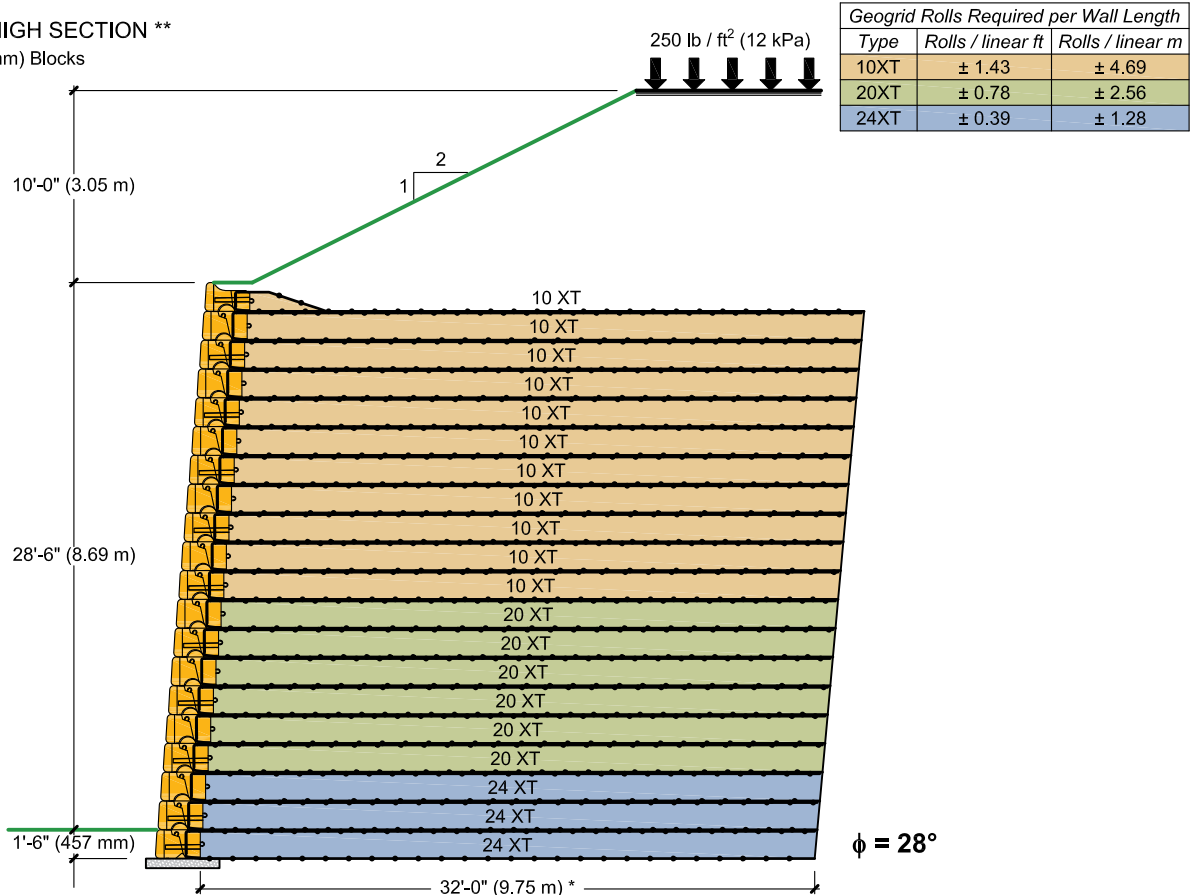 HIGH SECTION **
mm) Blocks
250 lb / ft² (12 kPa)
Geogrid Rolls Required per Wall Length
Type Rolls / linear ft Rolls / linear m
10XT ± 1.43 ± 4.69
20XT ± 0.78 ± 2.56
24XT ± 0.39 ± 1.28
2
1
10'-0" (3.05 m)
10 XT
10 XT
10 XT
10 XT
10 XT
10 XT
10 XT
10 XT
10 XT
10 XT
10 XT
28'-6" (8.69 m)
20 XT
20 XT
20 XT
20 XT
20 XT
20 XT
24 XT
24 XT
24 XT
1'-6" (457 mm)
ϕ = 28°
32'-0" (9.75 m) *